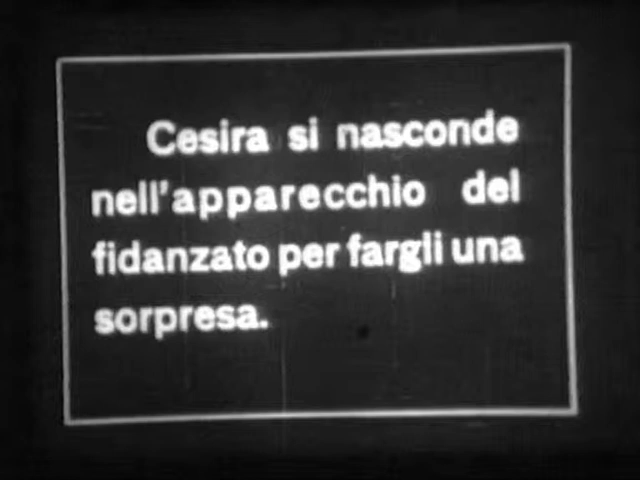 Cesira si nasconde
nell'apparecchio del
fidanzato per fargli una
sorpresa.